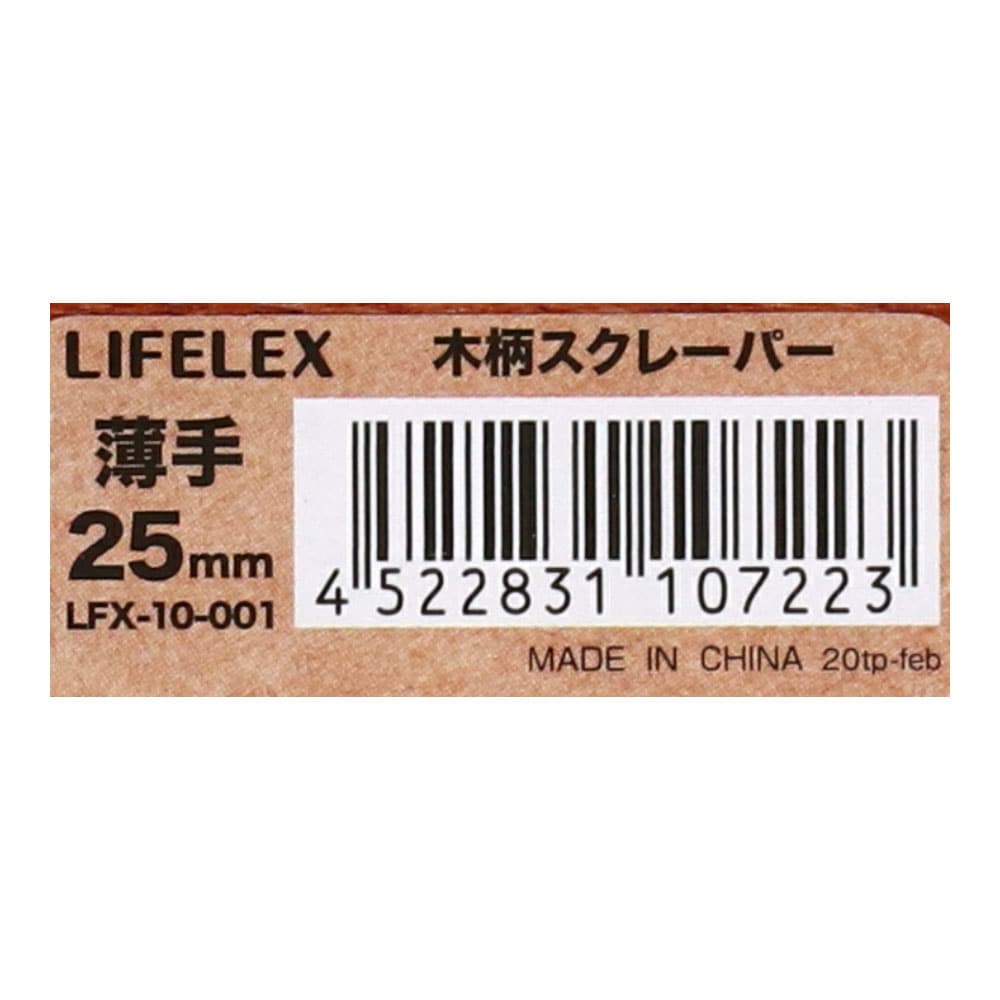 LIFELEX 木柄スクレーパー
薄手
25mm
LFX-10-001
4 522831 107223
MADE IN CHINA 20tp-feb